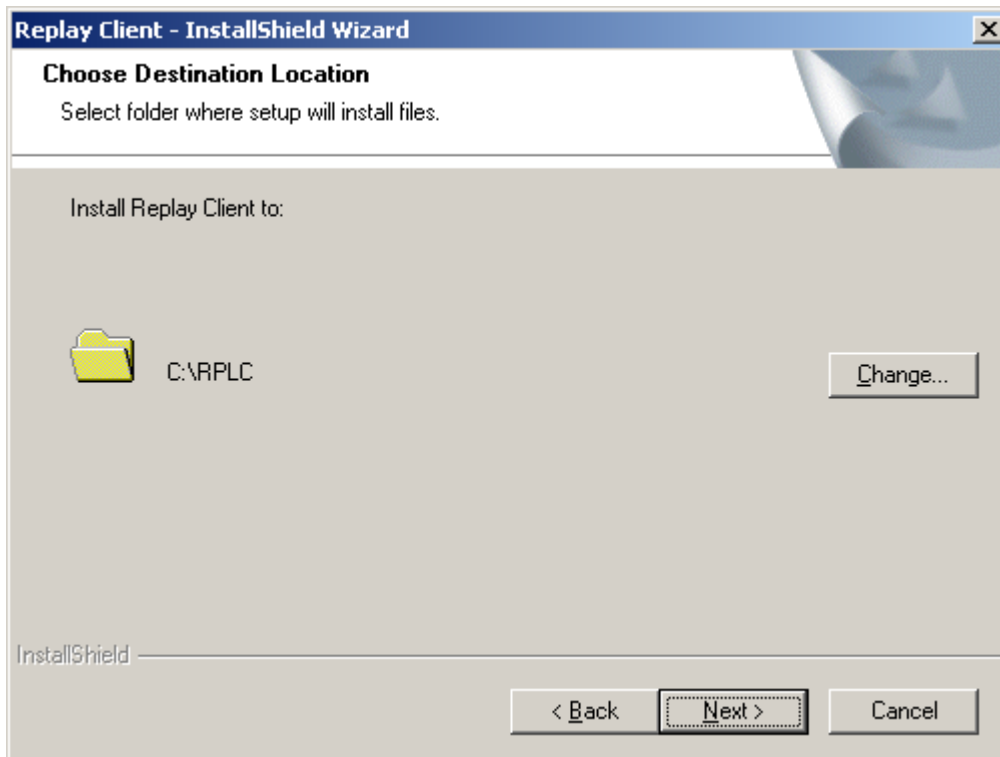 Replay Client - InstallShield Wizard
Choose Destination Location
Select folder where setup will install files.
Install Replay Client to:
C:\RPLC
Change...
InstallShield
< Back
Next >
Cancel